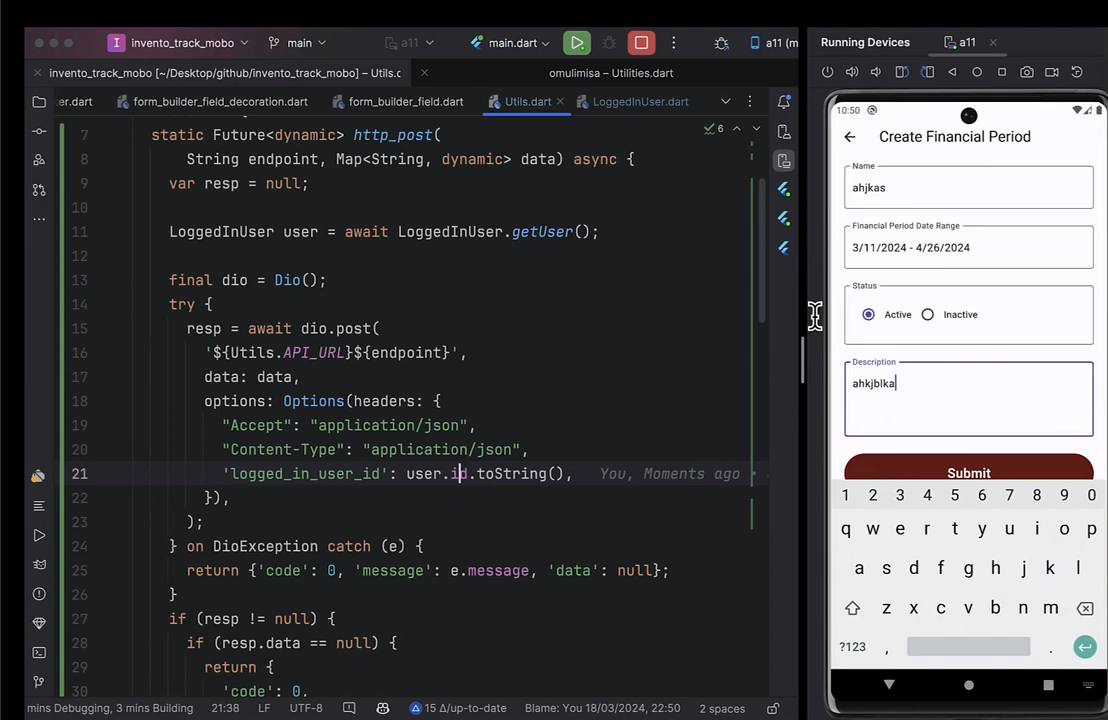 invento_track_mobo
main
a11
main.dart
a11 (m
Running Devices
a11
invento_track_mobo [~/Desktop/github/invento_track_mobo] – Utils.c
omulimisa – Utilities.dart
er.dart
form_builder_field_decoration.dart
form_builder_field.dart
Utils.dart
LoggedInUser.dart
7 static Future<dynamic> http_post(
6
8 String endpoint, Map<String, dynamic> data) async {
9 var resp = null;
10
11 LoggedInUser user = await LoggedInUser.getUser();
12
13 final dio = Dio();
14 try {
15 resp = await dio.post(
16 '${Utils.API_URL}${endpoint}',
17 data: data,
18 options: Options(headers: {
19 "Accept": "application/json",
20 "Content-Type": "application/json",
21 'logged_in_user_id': user.id.toString(), You, Moments ago
22 }),
23 );
24 } on DioException catch (e) {
25 return {'code': 0, 'message': e.message, 'data': null};
26 }
27 if (resp != null) {
28 if (resp.data == null) {
29 return {
30 'code': 0,
mins Debugging, 3 mins Building
21:38
LF
UTF-8
15 Δ/up-to-date
Blame: You 18/03/2024, 22:50
2 spaces
10:50
Create Financial Period
Name
ahjkas
Financial Period Date Range
3/11/2024 - 4/26/2024
Status
Active
Inactive
Description
ahkjblka
Submit
1 2 3 4 5 6 7 8 9 0
q w e r t y u i o p
a s d f g h j k l
z x c v b n m
?123 , .